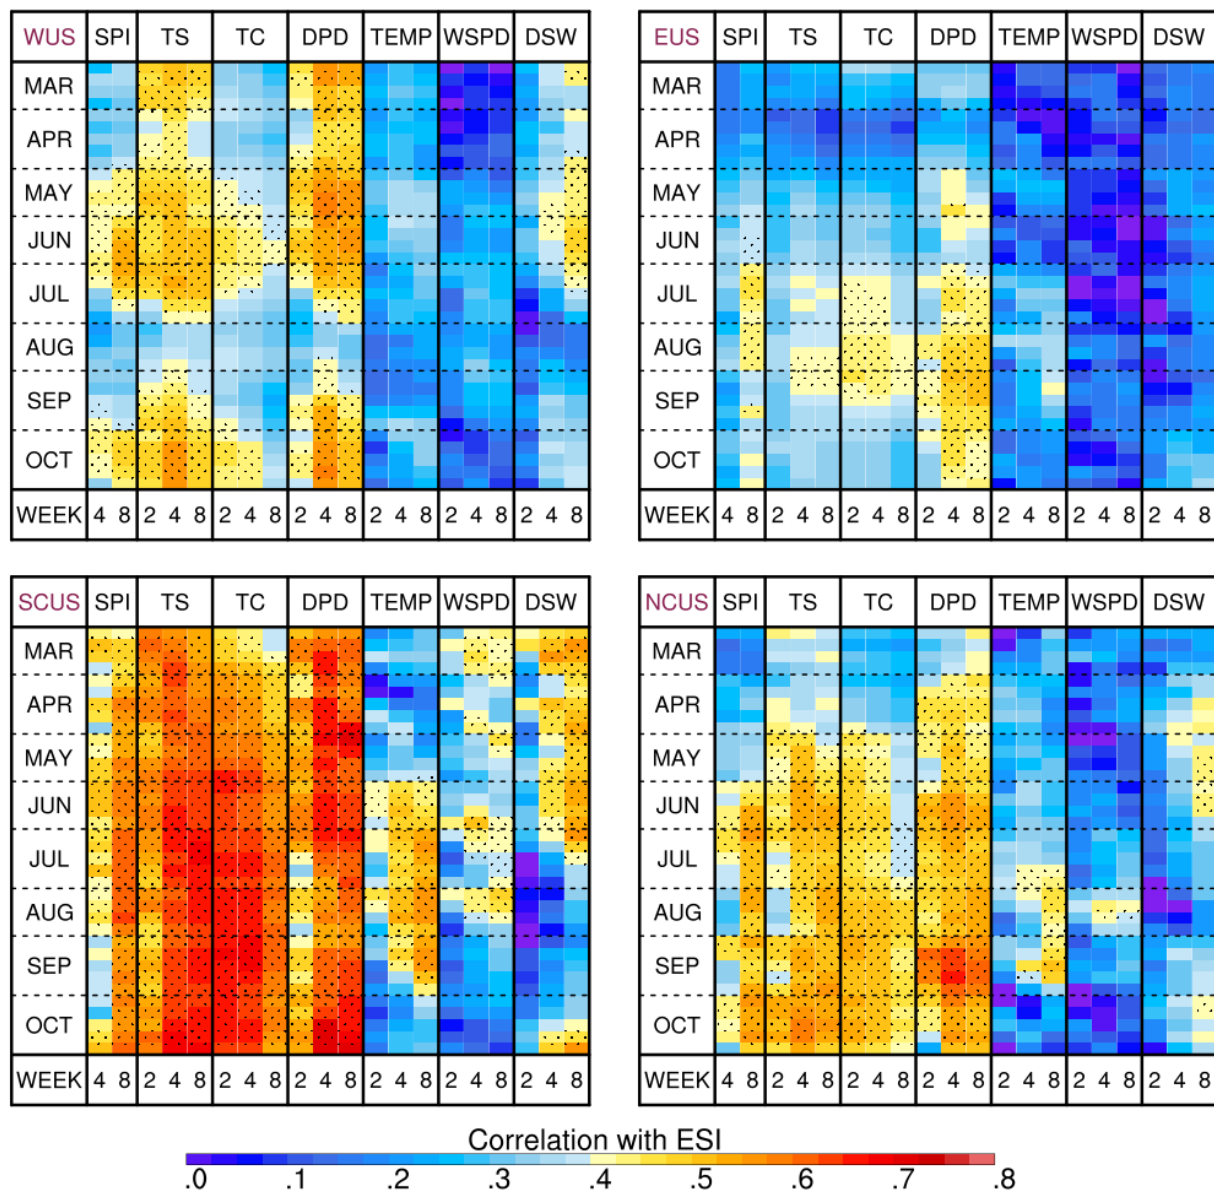 WUS SPI TS TC DPD TEMP WSPD DSW
MAR
APR
MAY
JUN
JUL
AUG
SEP
OCT
WEEK 4 8 2 4 8 2 4 8 2 4 8 2 4 8 2 4 8 2 4 8
EUS SPI TS TC DPD TEMP WSPD DSW
MAR
APR
MAY
JUN
JUL
AUG
SEP
OCT
WEEK 4 8 2 4 8 2 4 8 2 4 8 2 4 8 2 4 8 2 4 8
SCUS SPI TS TC DPD TEMP WSPD DSW
MAR
APR
MAY
JUN
JUL
AUG
SEP
OCT
WEEK 4 8 2 4 8 2 4 8 2 4 8 2 4 8 2 4 8 2 4 8
NCUS SPI TS TC DPD TEMP WSPD DSW
MAR
APR
MAY
JUN
JUL
AUG
SEP
OCT
WEEK 4 8 2 4 8 2 4 8 2 4 8 2 4 8 2 4 8 2 4 8
Correlation with ESI
.0 .1 .2 .3 .4 .5 .6 .7 .8